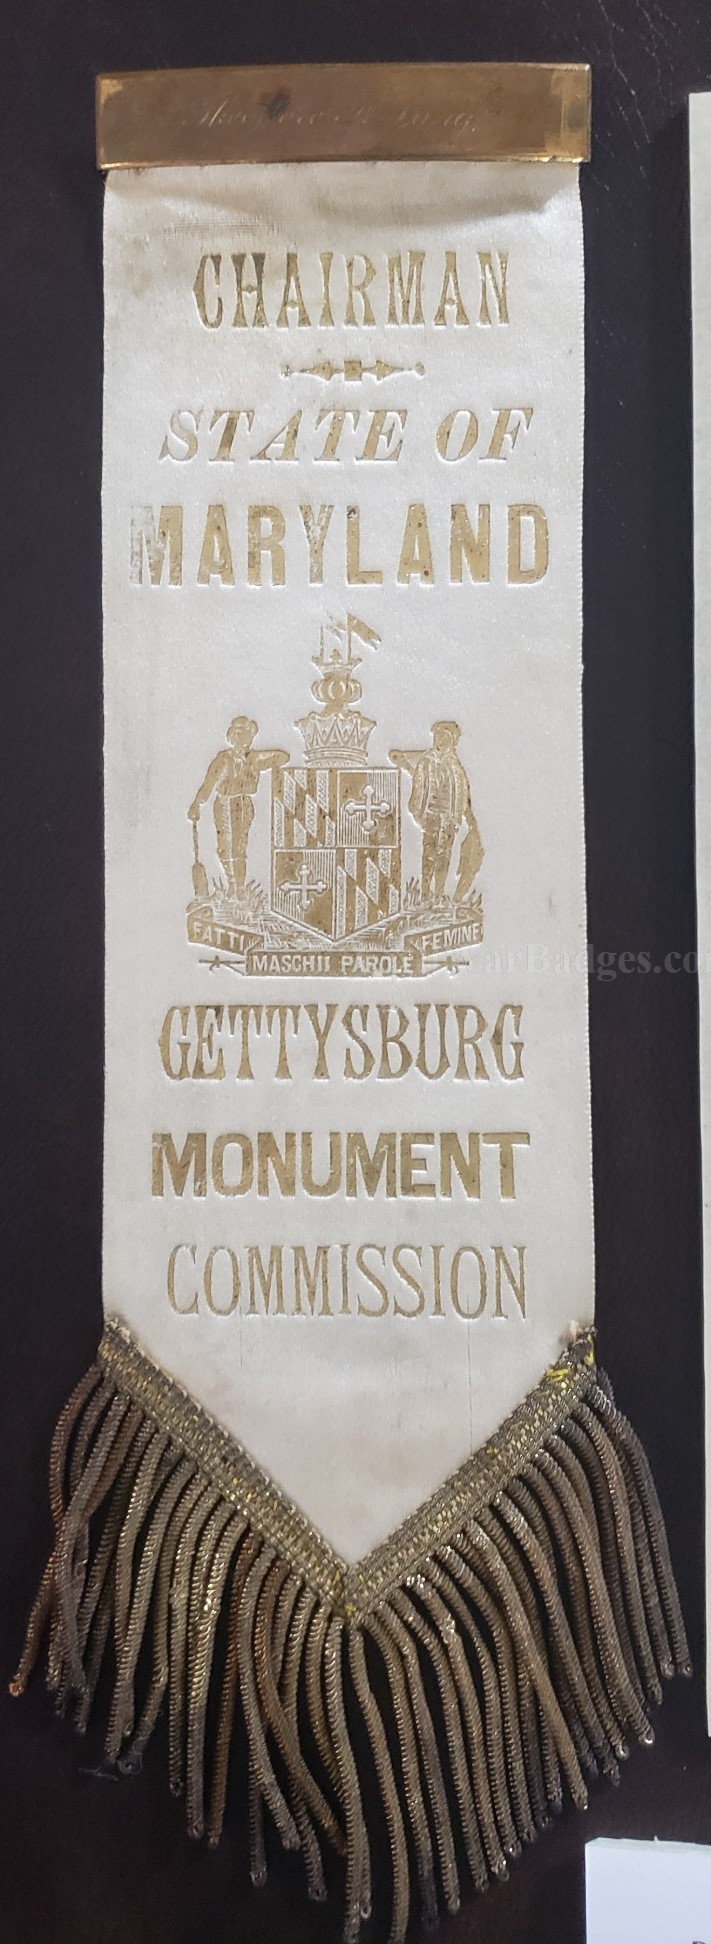 CHAIRMAN
STATE OF
MARYLAND
FATTI MASCHII PAROLE FEMINE
GETTYSBURG
MONUMENT
COMMISSION